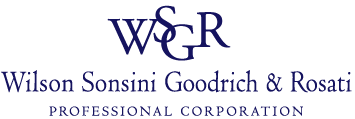 WSGR
Wilson Sonsini Goodrich & Rosati
PROFESSIONAL CORPORATION